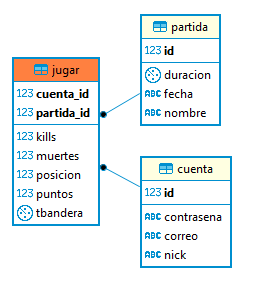 jugar
123 cuenta_id
123 partida_id
123 kills
123 muertes
123 posicion
123 puntos
tbandera
partida
123 id
duracion
ABC fecha
ABC nombre
cuenta
123 id
ABC contrasena
ABC correo
ABC nick